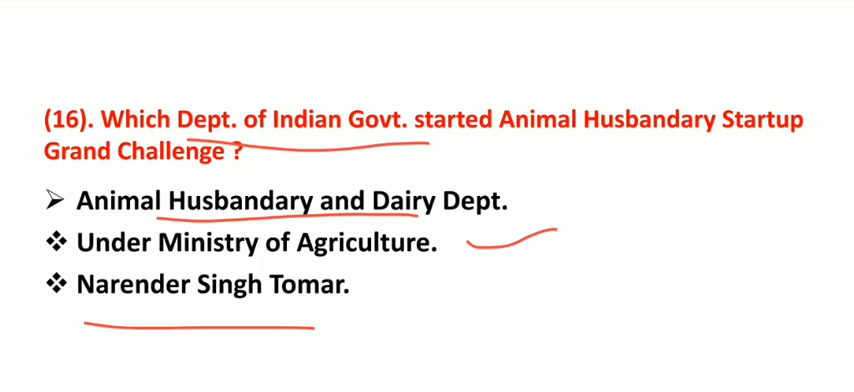 (16). Which Dept. of Indian Govt. started Animal Husbandary Startup
Grand Challenge ?
➢ Animal Husbandary and Dairy Dept.
❖ Under Ministry of Agriculture.
❖ Narender Singh Tomar.